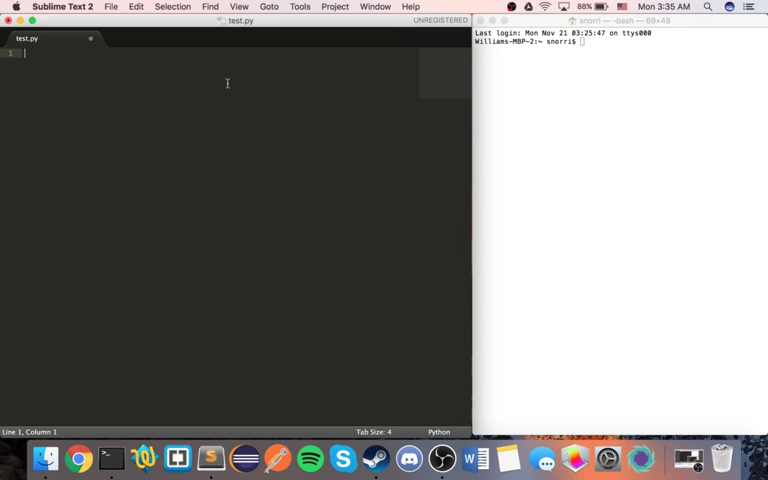 Sublime Text 2 File Edit Selection Find View Goto Tools Project Window Help 88% Mon 3:35 AM
test.py UNREGISTERED
snorri — -bash — 69×48
test.py
Last login: Mon Nov 21 03:25:47 on ttys000
Williams-MBP-2:~ snorri$
1
Line 1, Column 1 Tab Size: 4 Python